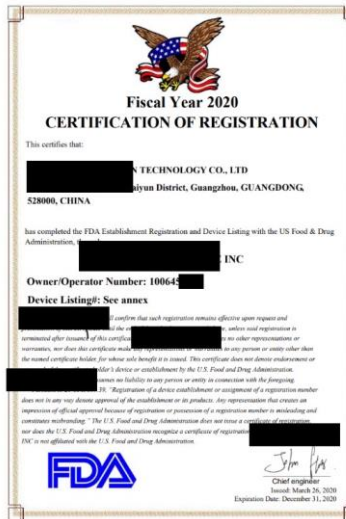 Fiscal Year 2020
CERTIFICATION OF REGISTRATION
This certifies that:
N TECHNOLOGY CO., LTD
aiyun District, Guangzhou, GUANGDONG,
528000, CHINA
has completed the FDA Establishment Registration and Device Listing with the US Food & Drug
Administration,
INC
Owner/Operator Number: 100645
Device Listing#: See annex
ll confirm that such registration remains effective upon request and
unless said registration is
terminated after issuance of this certificate
s no other representations or
warranties, nor does this certificate make any representations or warranties to any person or entity other than
the named certificate holder, for whose sole benefit it is issued. This certificate does not denote endorsement or
holder's device or establishment by the U.S. Food and Drug Administration.
assumes no liability to any person or entity in connection with the foregoing.
39, "Registration of a device establishment or assignment of a registration number
does not in any way denote approval of the establishment or its products. Any representation that creates an
impression of official approval because of registration or possession of a registration number is misleading and
constitutes misbranding." The U.S. Food and Drug Administration does not issue a certificate of registration,
nor does the U.S. Food and Drug Administration recognize a certificate of registration.
INC is not affiliated with the U.S. Food and Drug Administration.
FDA
Chief engineer
Issued: March 26, 2020
Expiration Date: December 31, 2020